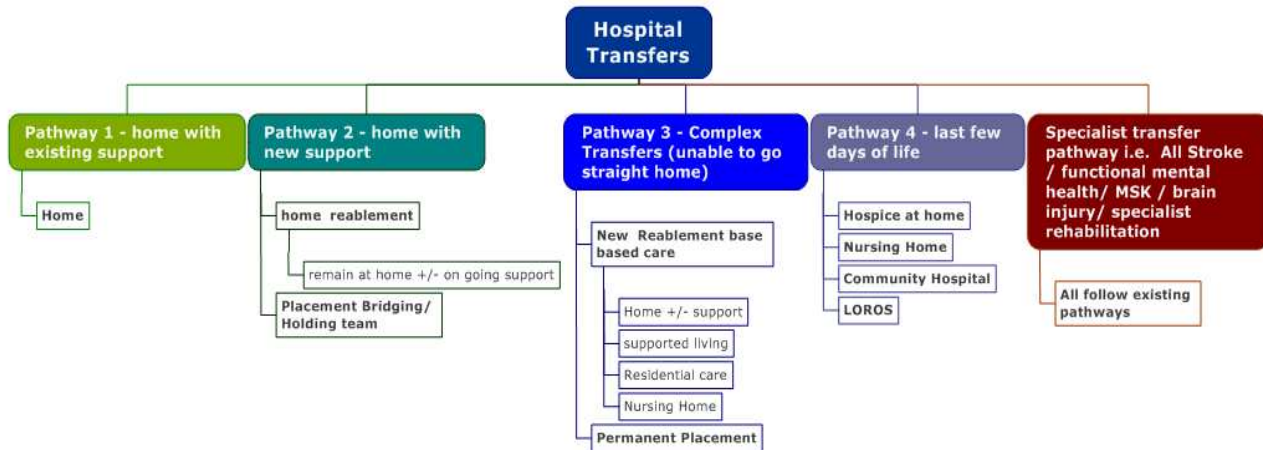 Hospital
Transfers
Pathway 1 - home with
existing support
Home
Pathway 2 - home with
new support
home reablement
remain at home +/- on going support
Placement Bridging/
Holding team
Pathway 3 - Complex
Transfers (unable to go
straight home)
New Reablement base
based care
Home +/- support
supported living
Residential care
Nursing Home
Permanent Placement
Pathway 4 - last few
days of life
Hospice at home
Nursing Home
Community Hospital
LOROS
Specialist transfer
pathway i.e. All Stroke
/ functional mental
health/ MSK / brain
injury/ specialist
rehabilitation
All follow existing
pathways